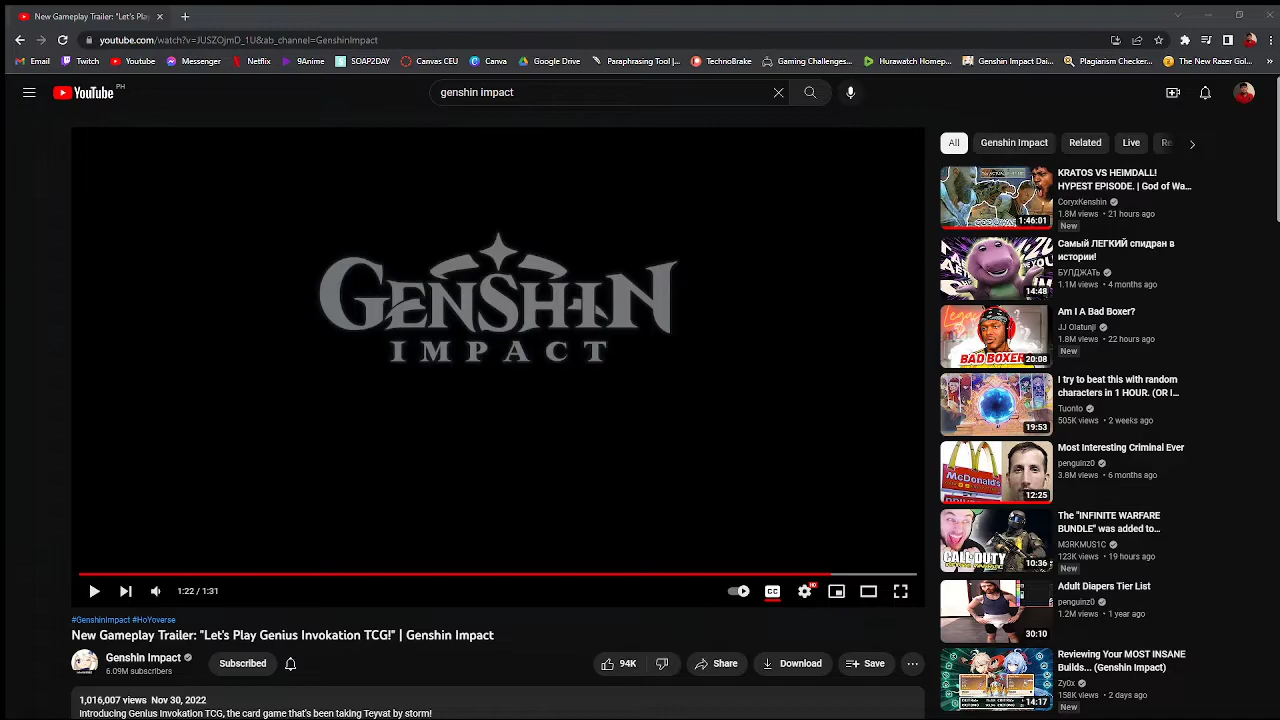 New Gameplay Trailer: "Let's Play
youtube.com/watch?v=JUSZOjmD_1U&ab_channel=GenshinImpact
Email Twitch Youtube Messenger Netflix 9Anime SOAP2DAY Canvas CEU Canva Google Drive Paraphrasing Tool |... TechnoBrake Gaming Challenges... Hurawatch Homep... Genshin Impact Dai... Plagiarism Checker... The New Razer Gol...
YouTube PH
genshin impact
All Genshin Impact Related Live Re
GENSHIN
IMPACT
KRATOS VS HEIMDALL!
HYPEST EPISODE. | God of Wa...
CoryxKenshin
1.8M views • 21 hours ago
New
1:46:01
Самый ЛЕГКИЙ спидран в
истории!
БУЛДЖАТь
1.1M views • 4 months ago
14:48
Am I A Bad Boxer?
JJ Olatunji
1.8M views • 22 hours ago
New
BAD BOXER
20:08
I try to beat this with random
characters in 1 HOUR. (OR I...
Tuonto
505K views • 2 weeks ago
19:53
Most Interesting Criminal Ever
penguinz0
3.8M views • 6 months ago
McDonald's
12:25
The "INFINITE WARFARE
BUNDLE" was added to...
M3RKMUS1C
123K views • 19 hours ago
New
CALL OF DUTY
10:36
Adult Diapers Tier List
penguinz0
1.2M views • 1 year ago
30:10
Reviewing Your MOST INSANE
Builds... (Genshin Impact)
Zy0x
158K views • 2 days ago
New
14:17
1:22 / 1:31
CC
HD
#GenshinImpact #HoYoverse
New Gameplay Trailer: "Let's Play Genius Invokation TCG!" | Genshin Impact
Genshin Impact
6.09M subscribers
Subscribed
94K
Share
Download
Save
1,016,007 views Nov 30, 2022
Introducing Genius Invokation TCG, the card game that's been taking Teyvat by storm!